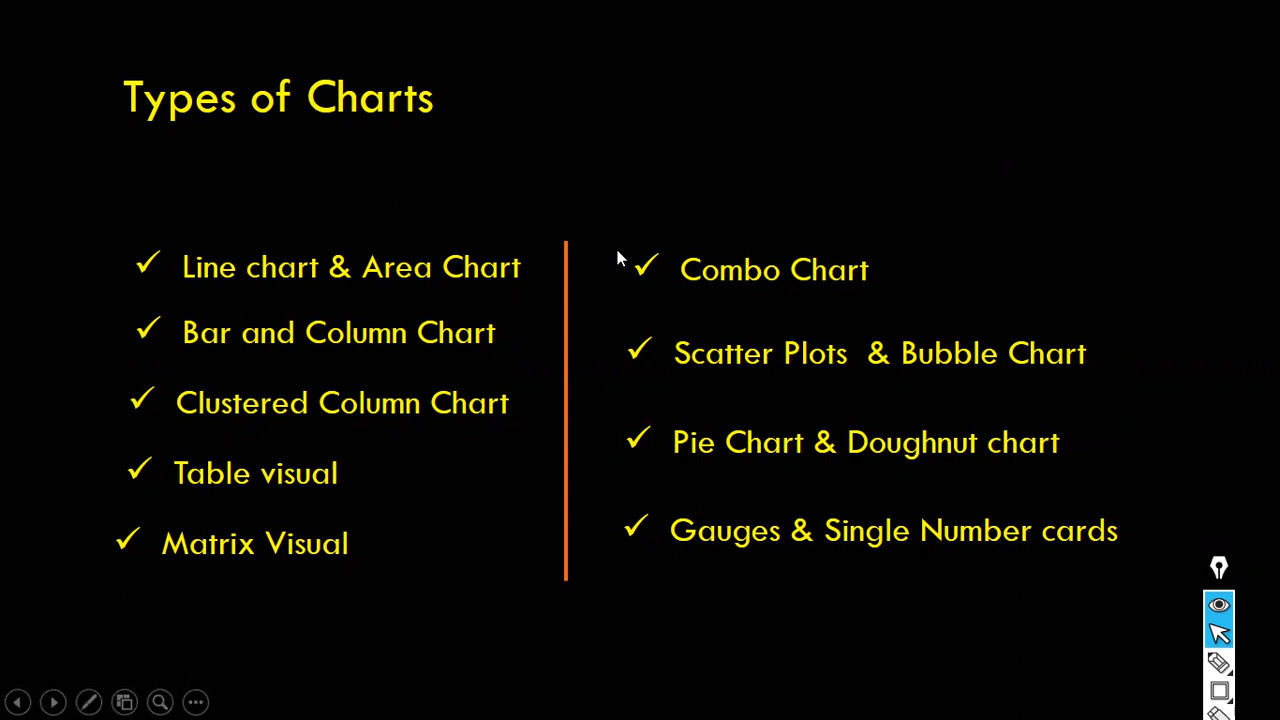 Types of Charts
Line chart & Area Chart
Bar and Column Chart
Clustered Column Chart
Table visual
Matrix Visual
Combo Chart
Scatter Plots & Bubble Chart
Pie Chart & Doughnut chart
Gauges & Single Number cards